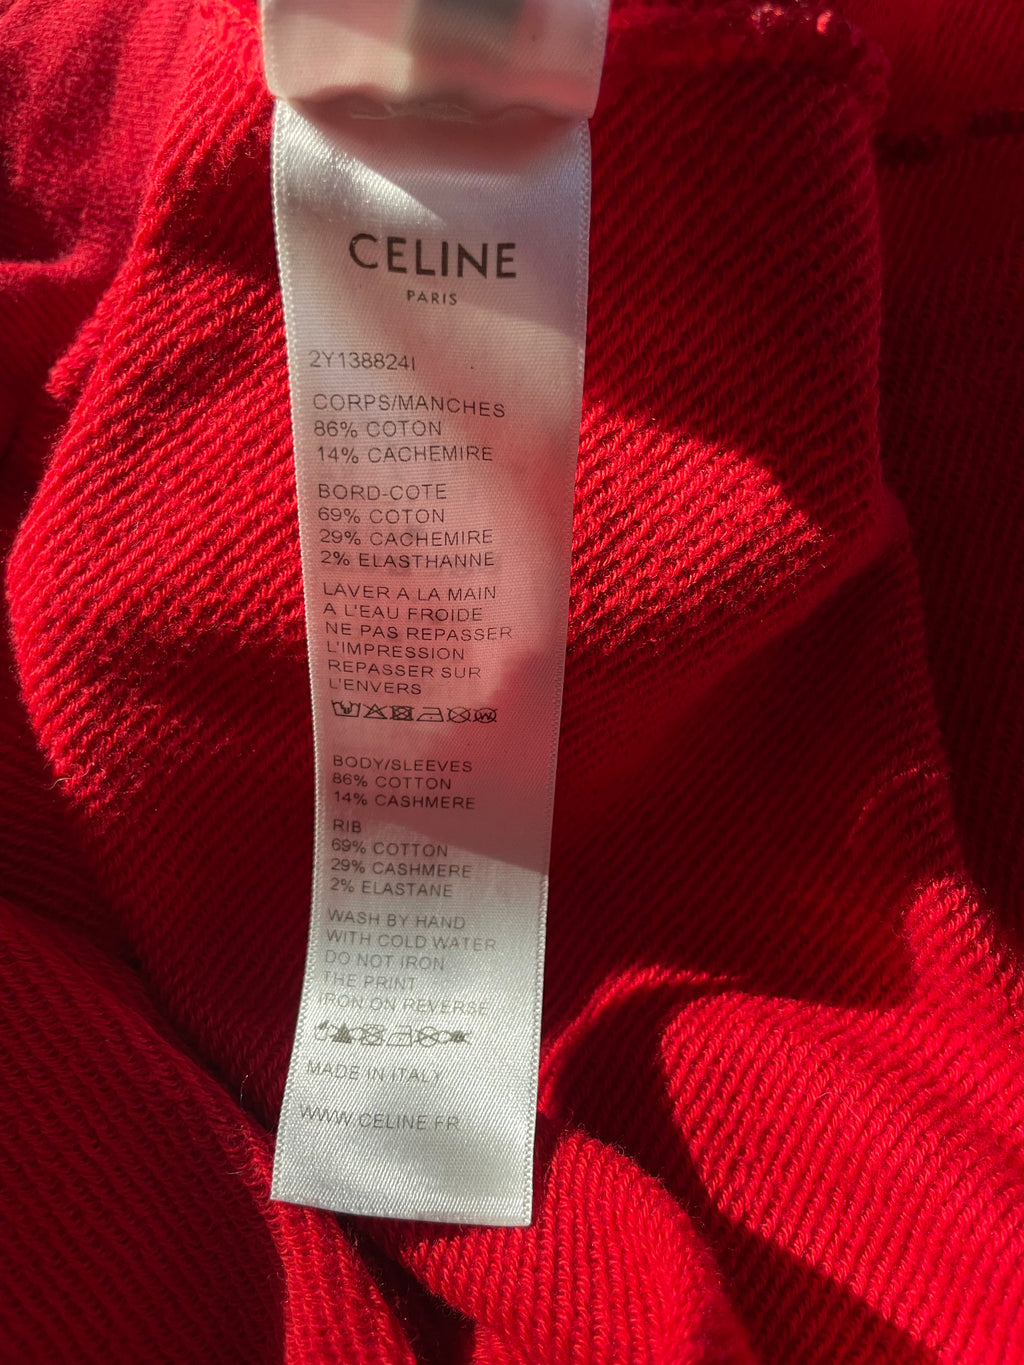 CELINE
PARIS
2Y138824I
CORPS/MANCHES
86% COTON
14% CACHEMIRE
BORD-COTE
69% COTON
29% CACHEMIRE
2% ELASTHANNE
LAVER A LA MAIN
A L'EAU FROIDE
NE PAS REPASSER
L'IMPRESSION
REPASSER SUR
L'ENVERS
BODY/SLEEVES
86% COTTON
14% CASHMERE
RIB
69% COTTON
29% CASHMERE
2% ELASTANE
WASH BY HAND
WITH COLD WATER
DO NOT IRON
THE PRINT
IRON ON REVERSE
MADE IN ITALY
WWW.CELINE.FR